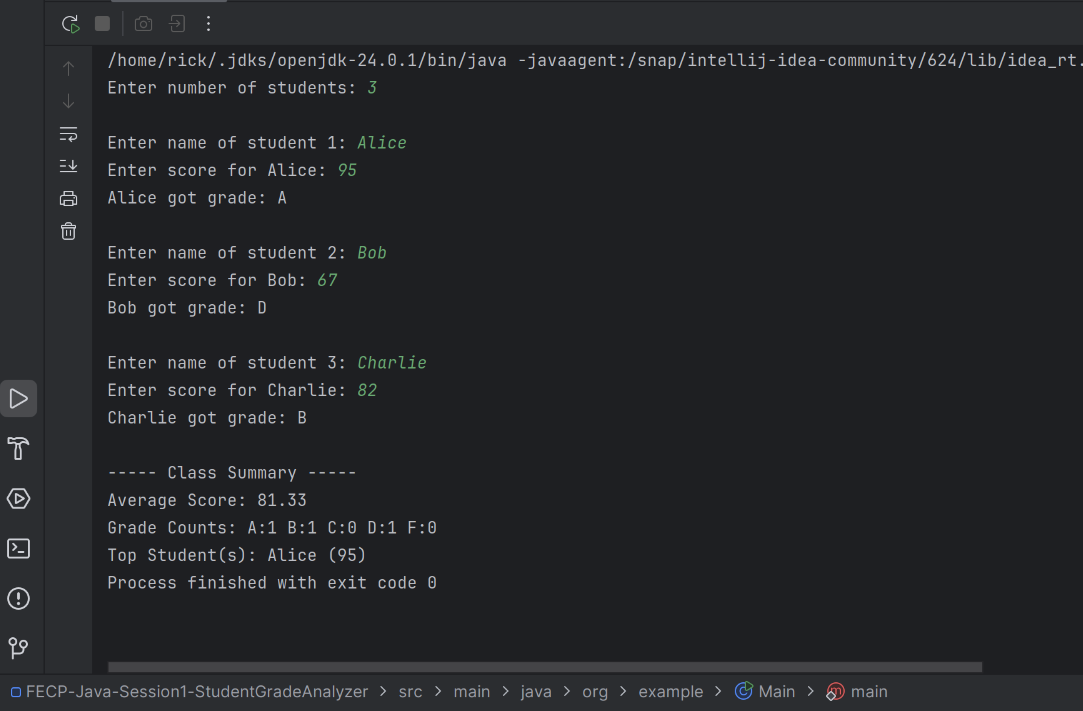 /home/rick/.jdks/openjdk-24.0.1/bin/java -javaagent:/snap/intellij-idea-community/624/lib/idea_rt.
Enter number of students: 3
Enter name of student 1: Alice
Enter score for Alice: 95
Alice got grade: A
Enter name of student 2: Bob
Enter score for Bob: 67
Bob got grade: D
Enter name of student 3: Charlie
Enter score for Charlie: 82
Charlie got grade: B
----- Class Summary -----
Average Score: 81.33
Grade Counts: A:1 B:1 C:0 D:1 F:0
Top Student(s): Alice (95)
Process finished with exit code 0
FECP-Java-Session1-StudentGradeAnalyzer > src > main > java > org > example > Main > main